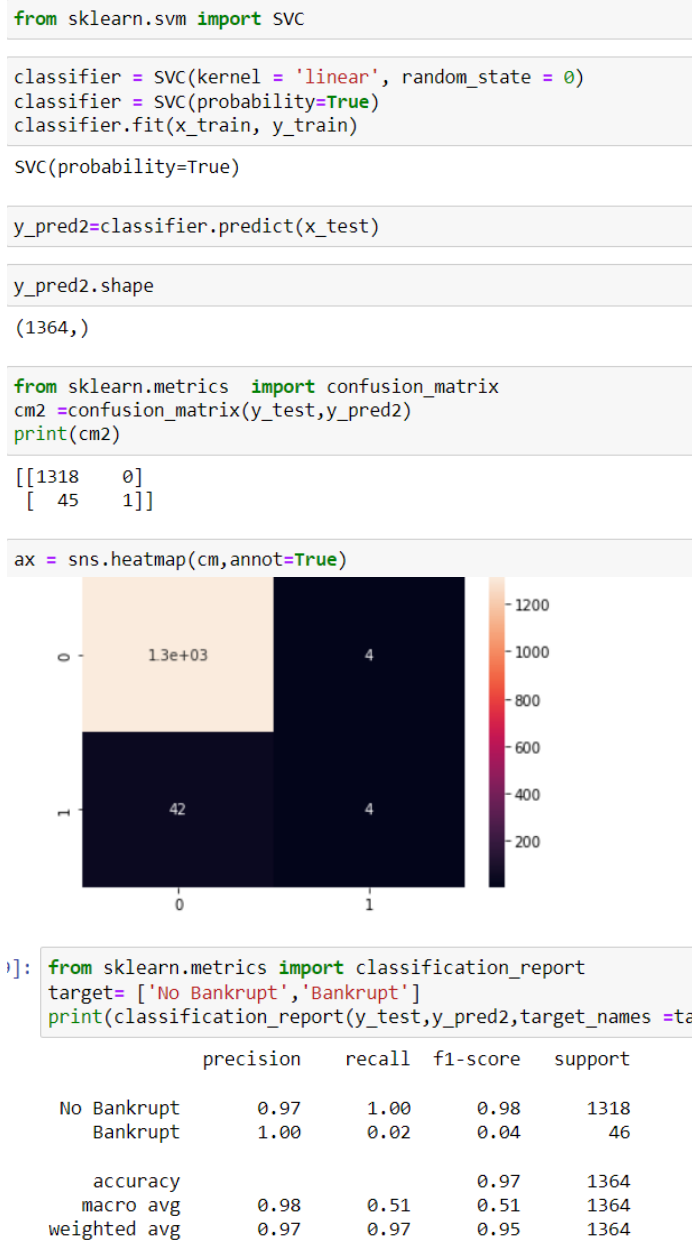 from sklearn.svm import SVC
classifier = SVC(kernel = 'linear', random_state = 0)
classifier = SVC(probability=True)
classifier.fit(x_train, y_train)
SVC(probability=True)
y_pred2=classifier.predict(x_test)
y_pred2.shape
(1364,)
from sklearn.metrics  import confusion_matrix
cm2 =confusion_matrix(y_test,y_pred2)
print(cm2)
[[1318    0]
 [  45    1]]
ax = sns.heatmap(cm,annot=True)
1200
0 1.3e+03 4
1000
800
600
400
1 42 4
200
0 1
]: from sklearn.metrics import classification_report
target= ['No Bankrupt','Bankrupt']
print(classification_report(y_test,y_pred2,target_names =ta
precision recall f1-score support
No Bankrupt 0.97 1.00 0.98 1318
Bankrupt 1.00 0.02 0.04 46
accuracy 0.97 1364
macro avg 0.98 0.51 0.51 1364
weighted avg 0.97 0.97 0.95 1364